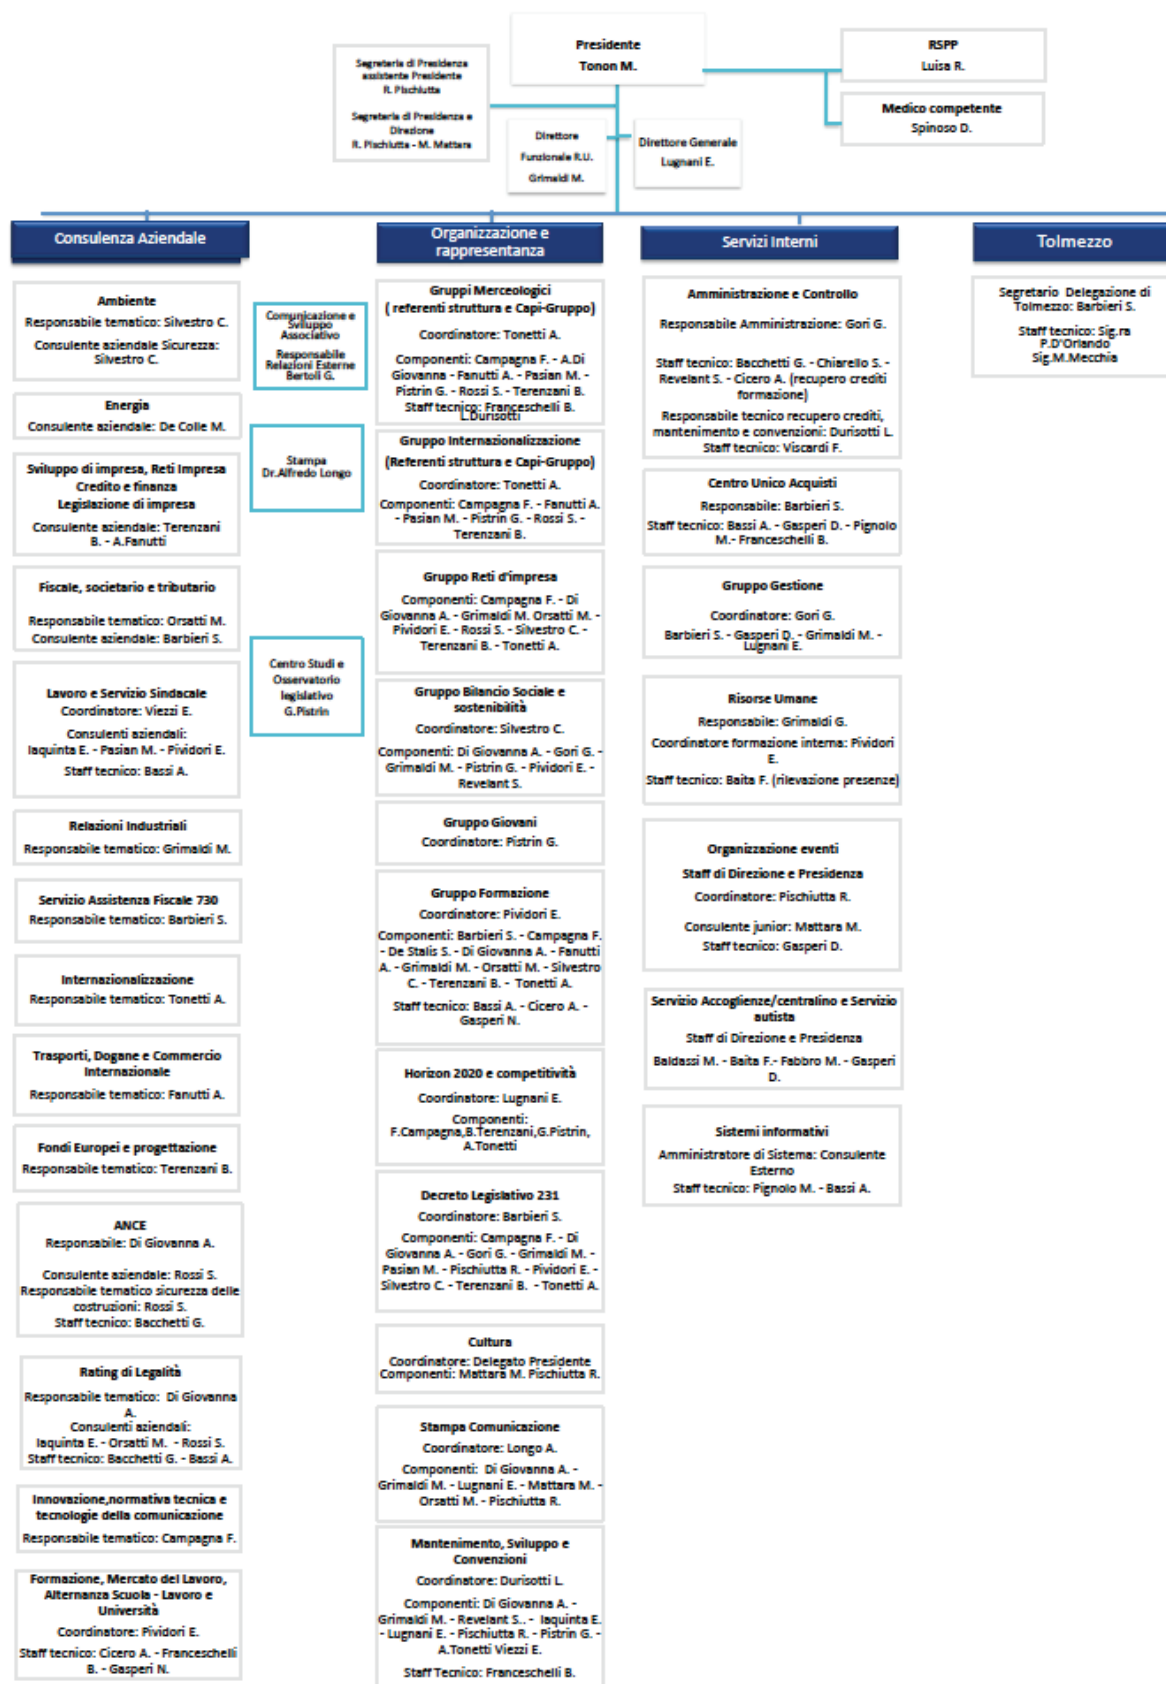 Presidente
Tonon M.
Segreteria di Presidenza
assistente Presidente
R. Pischiutta
Segreteria di Presidenza e
Direzione
R. Pischiutta - M. Mattara
RSPP
Luisa R.
Medico competente
Spinoso D.
Direttore
Funzionale R.U.
Grimaldi M.
Direttore Generale
Lugnani E.
Consulenza Aziendale
Ambiente
Responsabile tematico: Silvestro C.
Consulente aziendale Sicurezza:
Silvestro C.
Energia
Consulente aziendale: De Colle M.
Sviluppo di impresa, Reti Impresa
Credito e finanza
Legislazione di impresa
Consulente aziendale: Terenzani
B. - A.Fanutti
Fiscale, societario e tributario
Responsabile tematico: Orsatti M.
Consulente aziendale: Barbieri S.
Lavoro e Servizio Sindacale
Coordinatore: Viezzi E.
Consulenti aziendali:
Iaquinta E. - Pasian M. - Pividori E.
Staff tecnico: Bassi A.
Relazioni Industriali
Responsabile tematico: Grimaldi M.
Servizio Assistenza Fiscale 730
Responsabile tematico: Barbieri S.
Internazionalizzazione
Responsabile tematico: Tonetti A.
Trasporti, Dogane e Commercio
Internazionale
Responsabile tematico: Fanutti A.
Fondi Europei e progettazione
Responsabile tematico: Terenzani B.
ANCE
Responsabile: Di Giovanna A.
Consulente aziendale: Rossi S.
Responsabile tematico sicurezza delle
costruzioni: Rossi S.
Staff tecnico: Bacchetti G.
Rating di Legalità
Responsabile tematico: Di Giovanna
A.
Consulenti aziendali:
Iaquinta E. - Orsatti M. - Rossi S.
Staff tecnico: Bacchetti G. - Bassi A.
Innovazione,normativa tecnica e
tecnologie della comunicazione
Responsabile tematico: Campagna F.
Formazione, Mercato del Lavoro,
Alternanza Scuola - Lavoro e
Università
Coordinatore: Pividori E.
Staff tecnico: Cicero A. - Franceschelli
B. - Gasperi N.
Comunicazione e
Sviluppo
Associativo
Responsabile
Relazioni Esterne
Bertoli G.
Stampa
Dr.Alfredo Longo
Centro Studi e
Osservatorio
legislativo
G.Pistrin
Organizzazione e
rappresentanza
Gruppi Merceologici
( referenti struttura e Capi-Gruppo)
Coordinatore: Tonetti A.
Componenti: Campagna F. - A.Di
Giovanna - Fanutti A. - Pasian M. -
Pistrin G. - Rossi S. - Terenzani B.
Staff tecnico: Franceschelli B.
L.Durisotti
Gruppo Internazionalizzazione
(Referenti struttura e Capi-Gruppo)
Coordinatore: Tonetti A.
Componenti: Campagna F. - Fanutti A.
- Pasian M. - Pistrin G. - Rossi S. -
Terenzani B.
Gruppo Reti d'impresa
Componenti: Campagna F. - Di
Giovanna A. - Grimaldi M. Orsatti M. -
Pividori E. - Rossi S. - Silvestro C. -
Terenzani B. - Tonetti A.
Gruppo Bilancio Sociale e
sostenibilità
Coordinatore: Silvestro C.
Componenti: Di Giovanna A. - Gori G. -
Grimaldi M. - Pistrin G. - Pividori E. -
Revelant S.
Gruppo Giovani
Coordinatore: Pistrin G.
Gruppo Formazione
Coordinatore: Pividori E.
Componenti: Barbieri S. - Campagna F.
- De Stalis S. - Di Giovanna A. - Fanutti
A. - Grimaldi M. - Orsatti M. - Silvestro
C. - Terenzani B. - Tonetti A.
Staff tecnico: Bassi A. - Cicero A. -
Gasperi N.
Horizon 2020 e competitività
Coordinatore: Lugnani E.
Componenti:
F.Campagna,B.Terenzani,G.Pistrin,
A.Tonetti
Decreto Legislativo 231
Coordinatore: Barbieri S.
Componenti: Campagna F. - Di
Giovanna A. - Gori G. - Grimaldi M. -
Pasian M. - Pischiutta R. - Pividori E. -
Silvestro C. - Terenzani B. - Tonetti A.
Cultura
Coordinatore: Delegato Presidente
Componenti: Mattara M. Pischiutta R.
Stampa Comunicazione
Coordinatore: Longo A.
Componenti: Di Giovanna A. -
Grimaldi M. - Lugnani E. - Mattara M. -
Orsatti M. - Pischiutta R.
Mantenimento, Sviluppo e
Convenzioni
Coordinatore: Durisotti L.
Componenti: Di Giovanna A. -
Grimaldi M. - Revelant S.. - Iaquinta E.
- Lugnani E. - Pischiutta R. - Pistrin G. -
A.Tonetti Viezzi E.
Staff Tecnico: Franceschelli B.
Servizi Interni
Amministrazione e Controllo
Responsabile Amministrazione: Gori G.
Staff tecnico: Bacchetti G. - Chiarello S. -
Revelant S. - Cicero A. (recupero crediti
formazione)
Responsabile tecnico recupero crediti,
mantenimento e convenzioni: Durisotti L.
Staff tecnico: Viscardi F.
Centro Unico Acquisti
Responsabile: Barbieri S.
Staff tecnico: Bassi A. - Gasperi D. - Pignolo
M.- Franceschelli B.
Gruppo Gestione
Coordinatore: Gori G.
Barbieri S. - Gasperi D. - Grimaldi M. -
Lugnani E.
Risorse Umane
Responsabile: Grimaldi G.
Coordinatore formazione interna: Pividori
E.
Staff tecnico: Baita F. (rilevazione presenze)
Organizzazione eventi
Staff di Direzione e Presidenza
Coordinatore: Pischiutta R.
Consulente junior: Mattara M.
Staff tecnico: Gasperi D.
Servizio Accoglienze/centralino e Servizio
autista
Staff di Direzione e Presidenza
Baldassi M. - Baita F.- Fabbro M. - Gasperi
D.
Sistemi informativi
Amministratore di Sistema: Consulente
Esterno
Staff tecnico: Pignolo M. - Bassi A.
Tolmezzo
Segretario Delegazione di
Tolmezzo: Barbieri S.
Staff tecnico: Sig.ra
P.D'Orlando
Sig.M.Mecchia